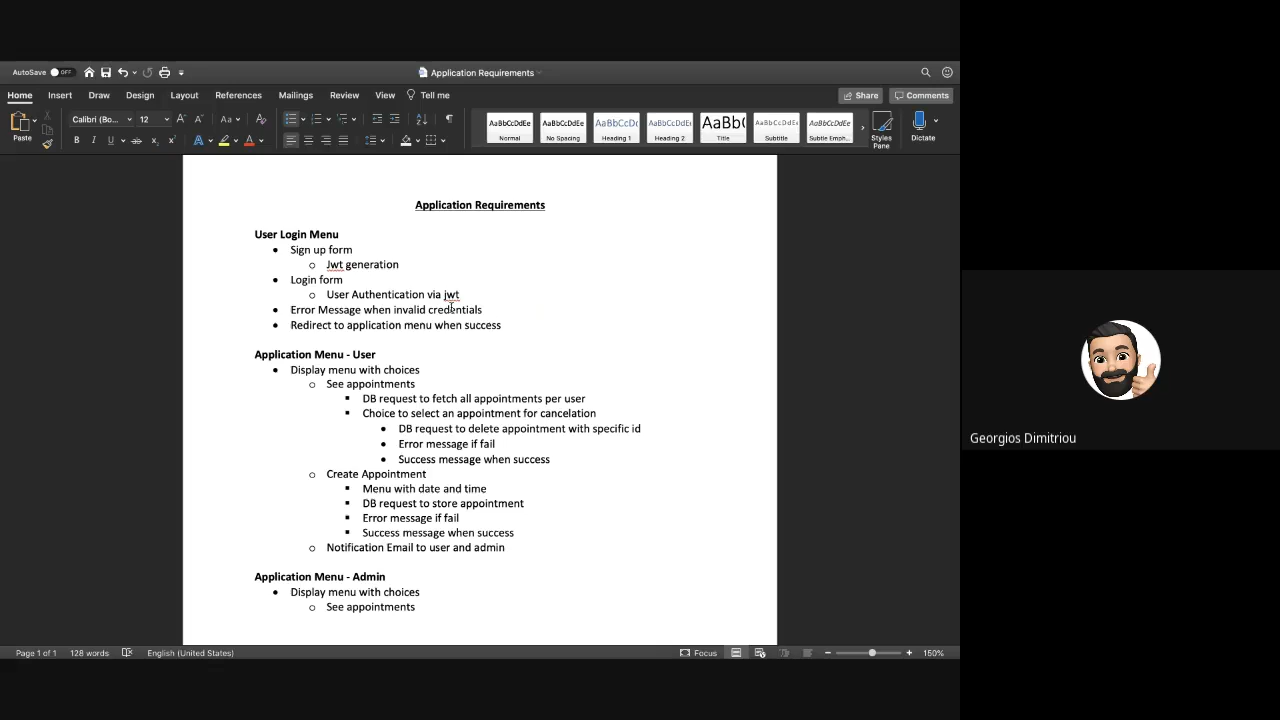 AutoSave OFF Application Requirements
Home Insert Draw Design Layout References Mailings Review View Tell me Share Comments
Paste Calibri (Bo... 12 Aa
B I U ab x₂ x² A A
AaBbCcDdEe AaBbCcDdEe AaBbCcDc AaBbCcDdEe AaBb( AaBbCcDdEe AaBbCcDdEe
Normal No Spacing Heading 1 Heading 2 Title Subtitle Subtle Emph...
Styles Pane Dictate
Application Requirements
User Login Menu
• Sign up form
o Jwt generation
• Login form
o User Authentication via jwt
• Error Message when invalid credentials
• Redirect to application menu when success
Application Menu - User
• Display menu with choices
o See appointments
▪ DB request to fetch all appointments per user
▪ Choice to select an appointment for cancelation
• DB request to delete appointment with specific id
• Error message if fail
• Success message when success
o Create Appointment
▪ Menu with date and time
▪ DB request to store appointment
▪ Error message if fail
▪ Success message when success
o Notification Email to user and admin
Application Menu - Admin
• Display menu with choices
o See appointments
Page 1 of 1 128 words English (United States) Focus 150%
Georgios Dimitriou